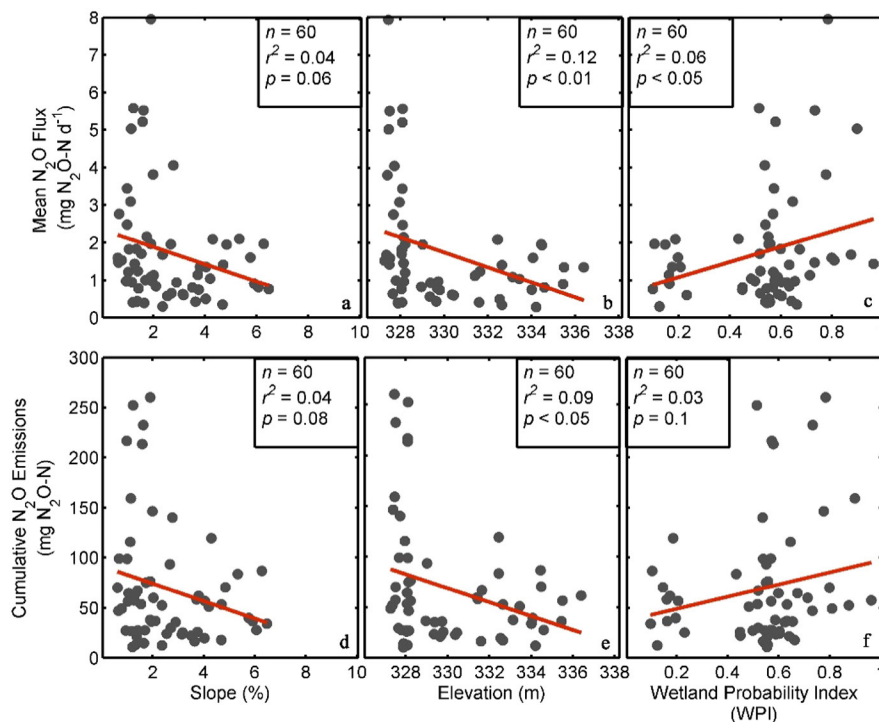 8
7
6
5
4
3
2
1
0
Mean N₂O Flux
(mg N₂O-N d⁻¹)
n = 60
r² = 0.04
p = 0.06
a
2
4
6
8
10
n = 60
r² = 0.12
p < 0.01
b
328
330
332
334
336
338
n = 60
r² = 0.06
p < 0.05
c
0
0.2
0.4
0.6
0.8
1
300
250
200
150
100
50
0
Cumulative N₂O Emissions
(mg N₂O-N)
n = 60
r² = 0.04
p = 0.08
d
2
4
6
8
10
Slope (%)
n = 60
r² = 0.09
p < 0.05
e
328
330
332
334
336
338
Elevation (m)
n = 60
r² = 0.03
p = 0.1
f
0
0.2
0.4
0.6
0.8
1
Wetland Probability Index
(WPI)